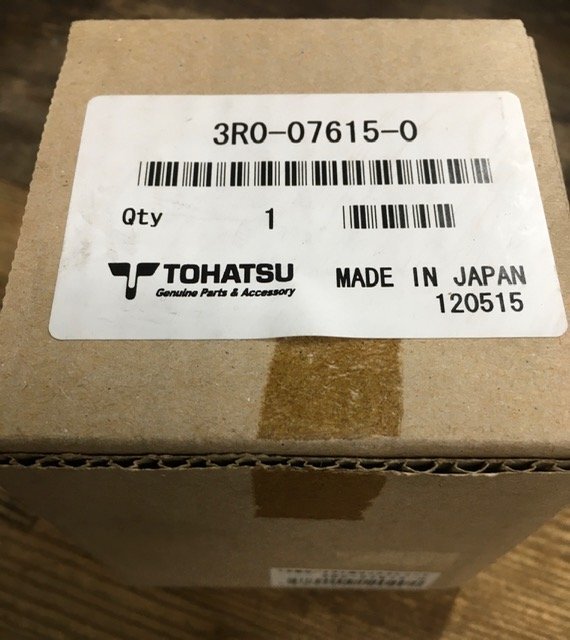 3R0-07615-0
Qty 1
TOHATSU
Genuine Parts & Accessory
MADE IN JAPAN
120515